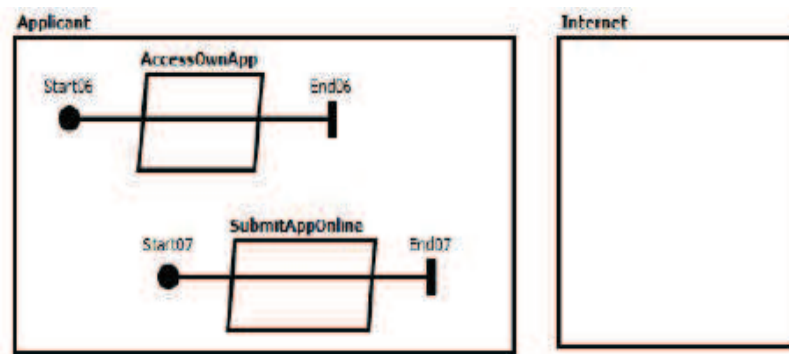 Applicant
Internet
AccessOwnApp
Start06
End06
SubmitAppOnline
Start07
End07